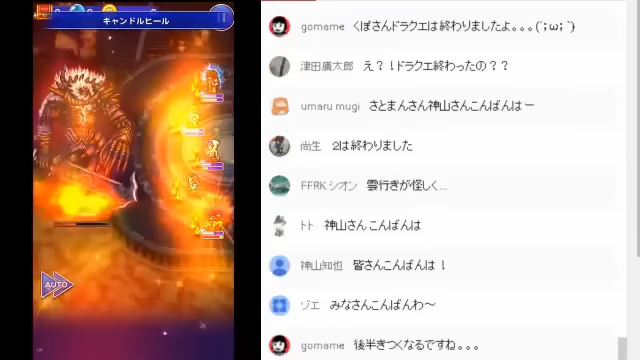 キャンドルヒール
AUTO
gomame くぼさんドラクエは終わりましたよ。。。(´；ω；`)
津田廣太郎 え？！ドラクエ終わったの？？
umaru mugi さとまんさん神山さんこんばんはー
尚生 2は終わりました
FFRKシオン 雲行きが怪しく...
トト 神山さんこんばんは
神山知也 皆さんこんばんは！
ゾエ みなさんこんばんわ～
gomame 後半きつくなるですね。。。